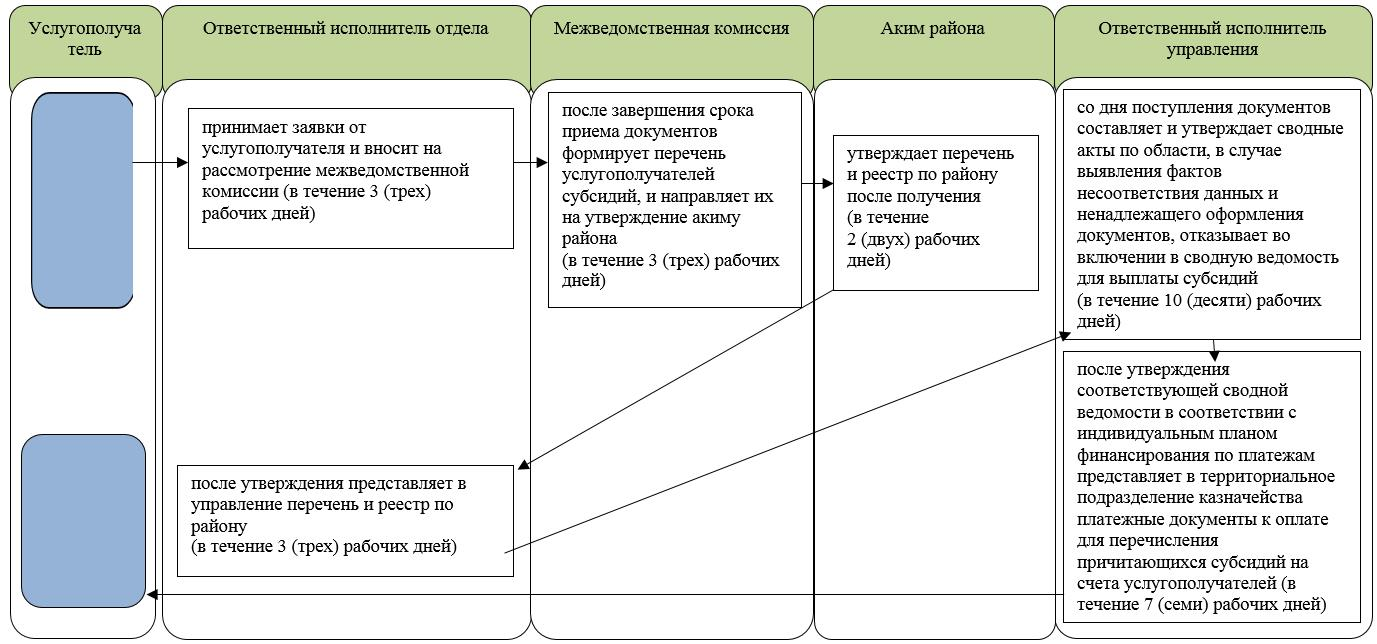 Услугополуча
тель
Ответственный исполнитель отдела
Межведомственная комиссия
Аким района
Ответственный исполнитель
управления
принимает заявки от
услугополучателя и вносит на
рассмотрение межведомственной
комиссии (в течение 3 (трех)
рабочих дней)
после завершения срока
приема документов
формирует перечень
услугополучателей
субсидий, и направляет их
на утверждение акиму
района
(в течение 3 (трех) рабочих
дней)
утверждает перечень
и реестр по району
после получения
(в течение
2 (двух) рабочих
дней)
со дня поступления документов
составляет и утверждает сводные
акты по области, в случае
выявления фактов
несоответствия данных и
ненадлежащего оформления
документов, отказывает во
включении в сводную ведомость
для выплаты субсидий
(в течение 10 (десяти) рабочих
дней)
после утверждения представляет в
управление перечень и реестр по
району
(в течение 3 (трех) рабочих дней)
после утверждения
соответствующей сводной
ведомости в соответствии с
индивидуальным планом
финансирования по платежам
представляет в территориальное
подразделение казначейства
платежные документы к оплате
для перечисления
причитающихся субсидий на
счета услугополучателей (в
течение 7 (семи) рабочих дней)